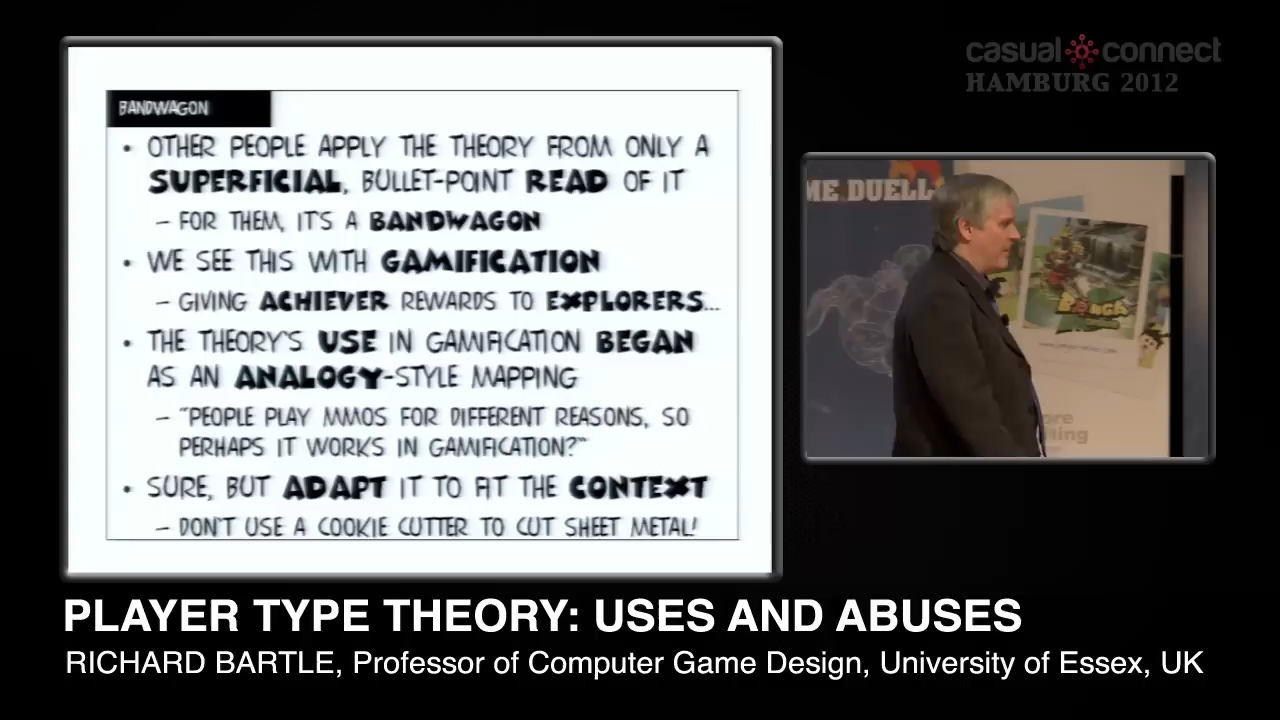 casual connect
HAMBURG 2012
BANDWAGON
• OTHER PEOPLE APPLY THE THEORY FROM ONLY A
SUPERFICIAL, BULLET-POINT READ OF IT
– FOR THEM, IT'S A BANDWAGON
• WE SEE THIS WITH GAMIFICATION
– GIVING ACHIEVER REWARDS TO EXPLORERS...
• THE THEORY'S USE IN GAMIFICATION BEGAN
AS AN ANALOGY-STYLE MAPPING
– "PEOPLE PLAY MMOS FOR DIFFERENT REASONS, SO
PERHAPS IT WORKS IN GAMIFICATION?"
• SURE, BUT ADAPT IT TO FIT THE CONTEXT
– DON'T USE A COOKIE CUTTER TO CUT SHEET METAL!
ME DUELL
PLAYER TYPE THEORY: USES AND ABUSES
RICHARD BARTLE, Professor of Computer Game Design, University of Essex, UK